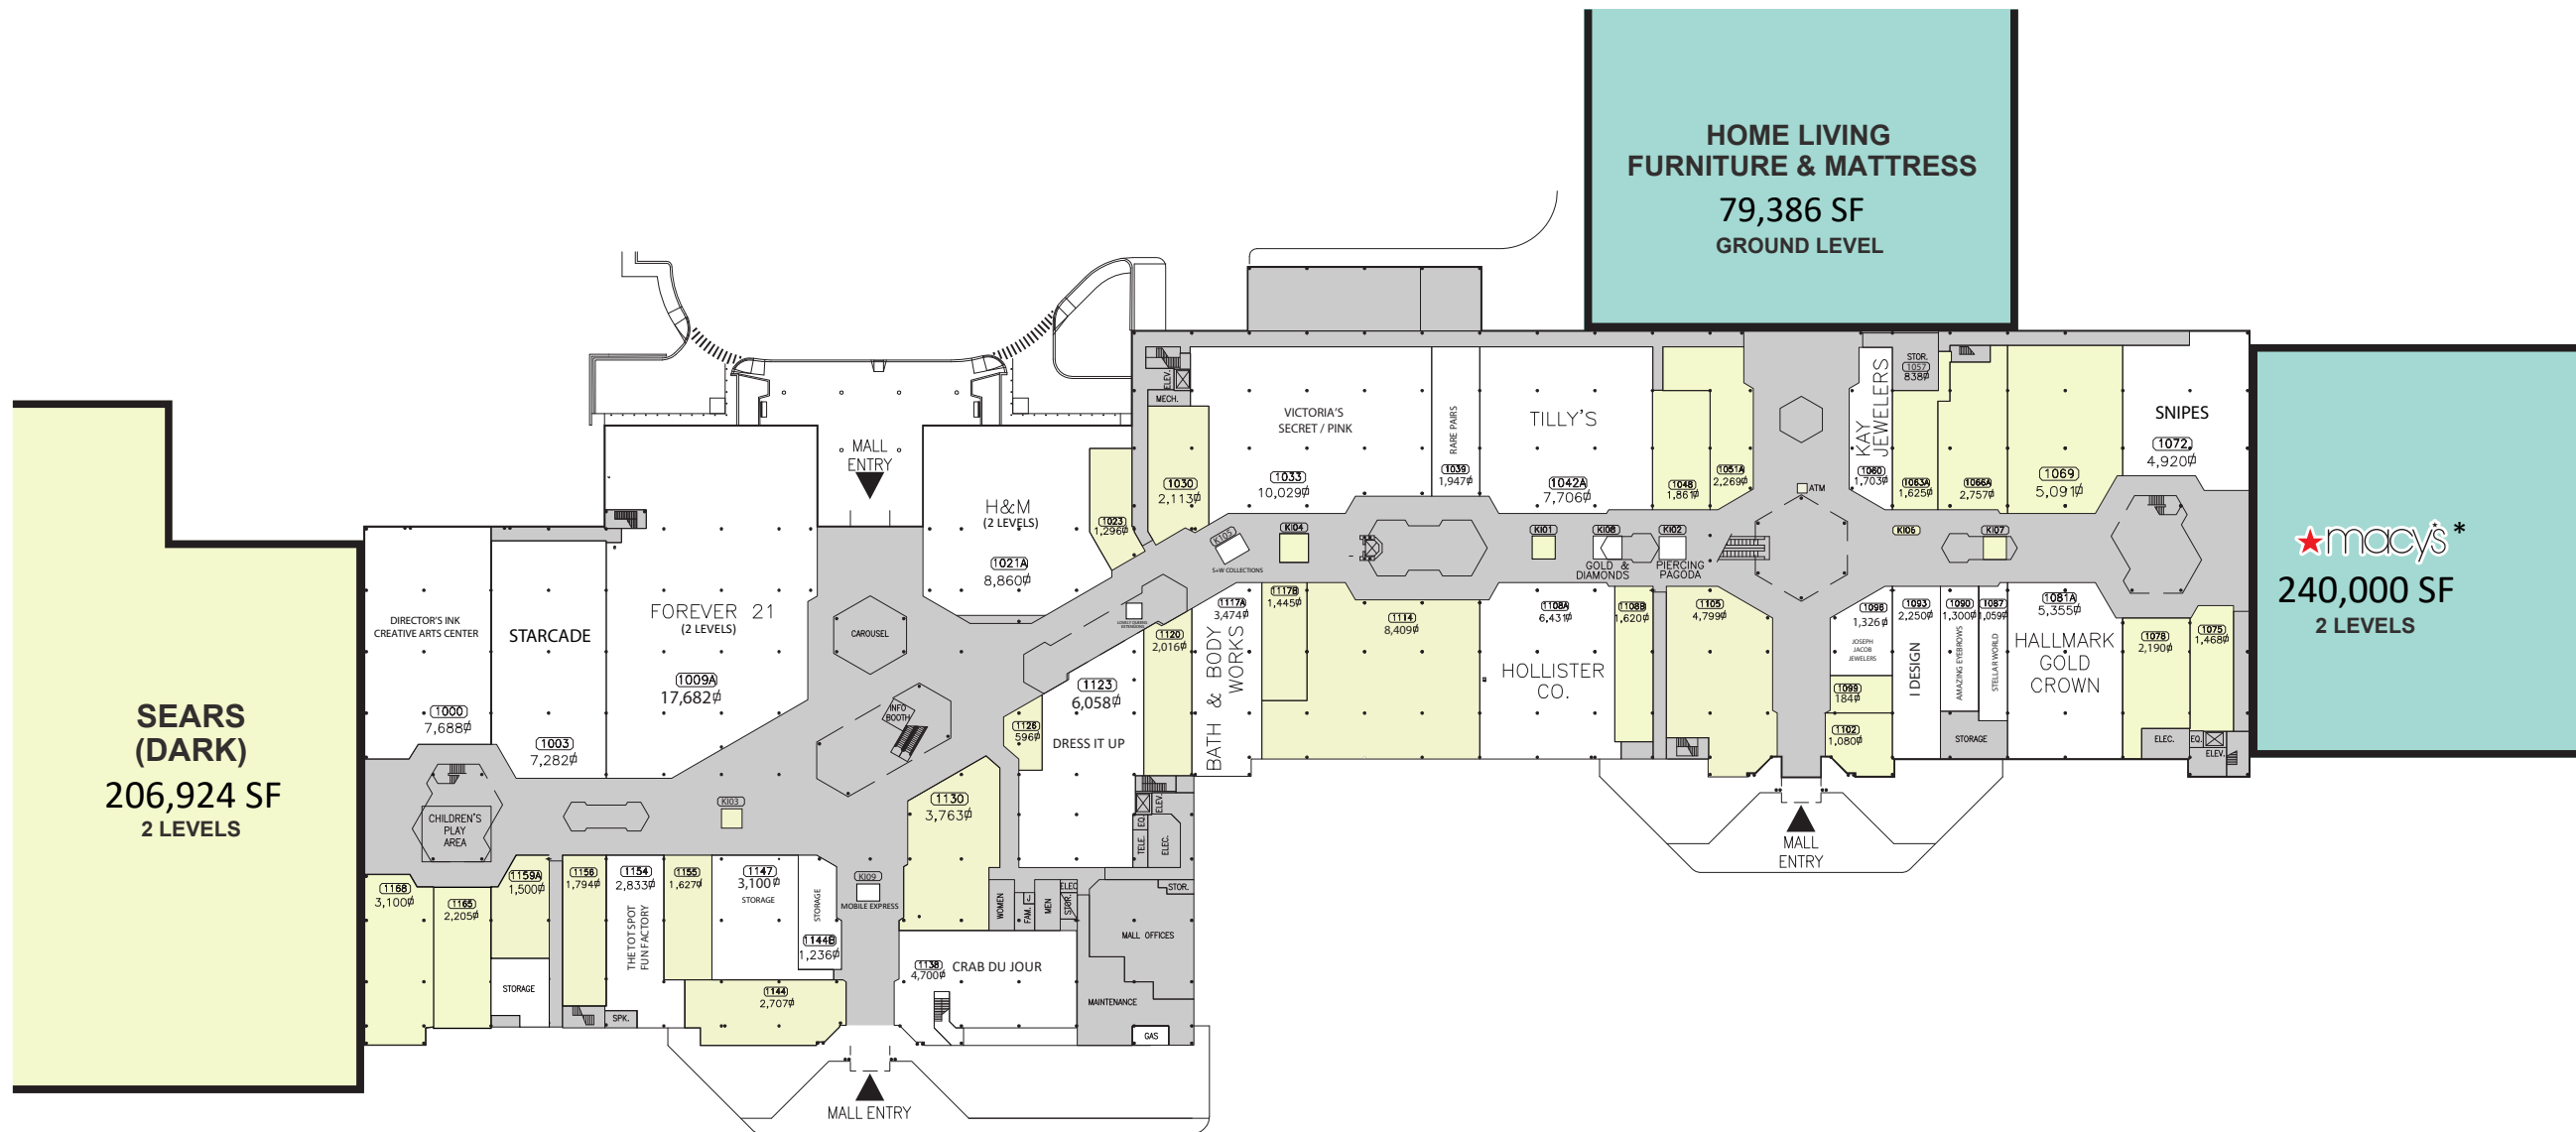 HOME LIVING
FURNITURE & MATTRESS
79,386 SF
GROUND LEVEL
SEARS
(DARK)
206,924 SF
2 LEVELS
macy's *
240,000 SF
2 LEVELS
MALL
ENTRY
DIRECTOR'S INK
CREATIVE ARTS CENTER
1000
7,688⌀
STARCADE
1003
7,282⌀
FOREVER 21
(2 LEVELS)
1009A
17,682⌀
CAROUSEL
INFO
BOOTH
H&M
(2 LEVELS)
1021A
8,860⌀
1023
1,296⌀
ELEV.
MECH.
1030
2,113⌀
VICTORIA'S
SECRET / PINK
1033
10,029⌀
RARE PAIRS
1039
1,947⌀
TILLY'S
1042A
7,706⌀
1048
1,861⌀
1051A
2,269⌀
ATM
KAY
JEWELERS
1060
1,703⌀
STOR.
1057
838⌀
1063A
1,625⌀
1066A
2,757⌀
1069
5,091⌀
SNIPES
1072
4,920⌀
K105
S+W COLLECTIONS
K104
K101
K108
GOLD &
DIAMONDS
K102
PIERCING
PAGODA
K106
K107
LOVELY QUEENS
EXTENSIONS
1120
2,016⌀
1117A
3,474⌀
BATH & BODY
WORKS
1117B
1,445⌀
1114
8,409⌀
1108A
6,431⌀
HOLLISTER
CO.
1108B
1,620⌀
1105
4,799⌀
1096
1,326⌀
JOSEPH
JACOB
JEWELERS
1099
184⌀
1102
1,080⌀
1093
2,250⌀
I DESIGN
1090
1,300⌀
AMAZING EYEBROWS
STORAGE
1087
1,059⌀
STELLAR WORLD
1081A
5,355⌀
HALLMARK
GOLD
CROWN
1078
2,190⌀
ELEC.
1075
1,468⌀
EQ.
ELEV.
1123
6,058⌀
DRESS IT UP
1126
596⌀
1130
3,763⌀
ELEV.
EQ.
TELE.
ELEC.
CHILDREN'S
PLAY
AREA
K103
1168
3,100⌀
1165
2,205⌀
1159A
1,500⌀
STORAGE
1156
1,794⌀
1154
2,833⌀
THE TOT SPOT
FUN FACTORY
SPK.
1155
1,627⌀
1147
3,100⌀
STORAGE
STORAGE
1144B
1,236⌀
1144
2,707⌀
K109
MOBILE EXPRESS
WOMEN
FAM.
J.
MEN
ELEC
STOR.
STOR.
MALL OFFICES
1138
4,700⌀
CRAB DU JOUR
MAINTENANCE
GAS
MALL
ENTRY
MALL ENTRY